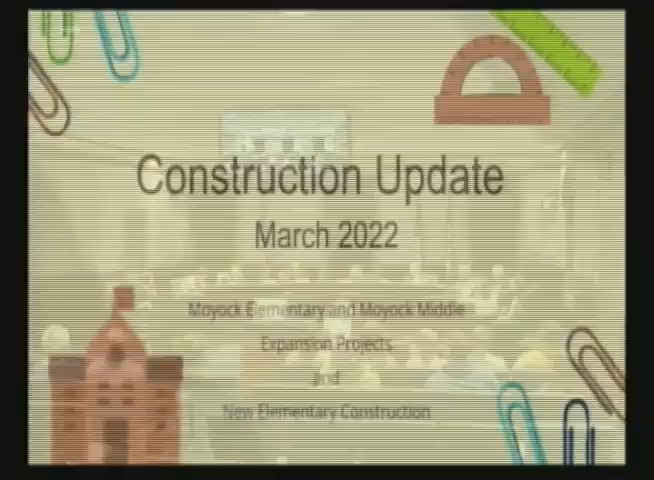 Construction Update
March 2022
Moyock Elementary and Moyock Middle
Expansion Projects
and
New Elementary Construction